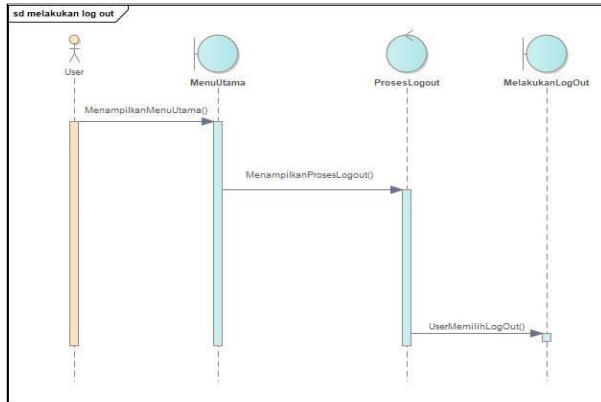 sd melakukan log out
User
MenuUtama
ProsesLogout
MelakukanLogOut
MenampilkanMenuUtama()
MenampilkanProsesLogout()
UserMemilihLogOut()